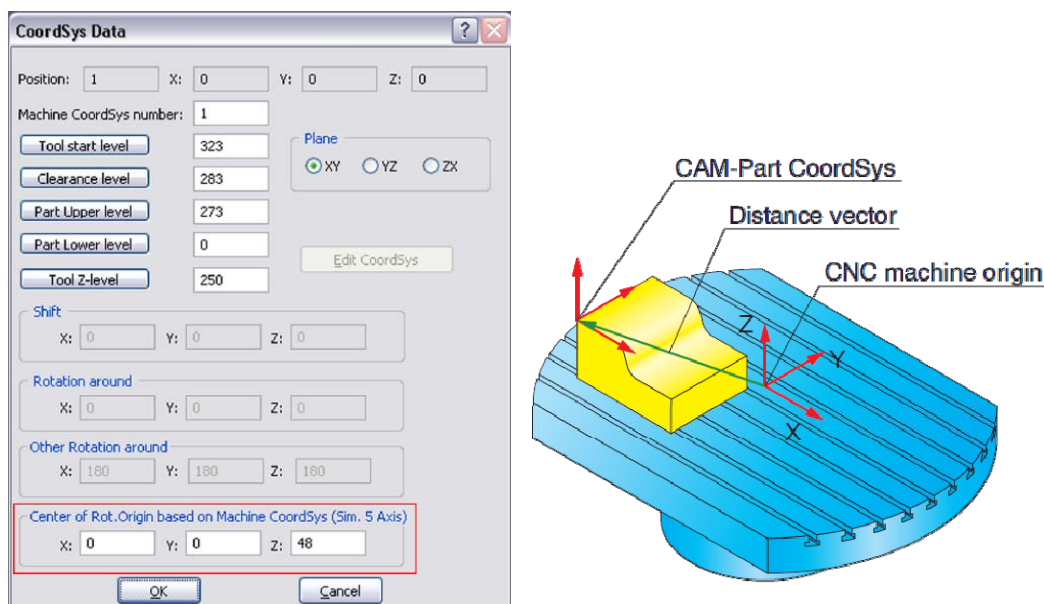 CoordSys Data
?
Position: 1 X: 0 Y: 0 Z: 0
Machine CoordSys number: 1
Tool start level 323
Plane
XY YZ ZX
Clearance level 283
Part Upper level 273
Part Lower level 0
Edit CoordSys
Tool Z-level 250
Shift
X: 0 Y: 0 Z: 0
Rotation around
X: 0 Y: 0 Z: 0
Other Rotation around
X: 180 Y: 180 Z: 180
Center of Rot.Origin based on Machine CoordSys (Sim. 5 Axis)
X: 0 Y: 0 Z: 48
OK Cancel
CAM-Part CoordSys
Distance vector
CNC machine origin
Z
Y
X